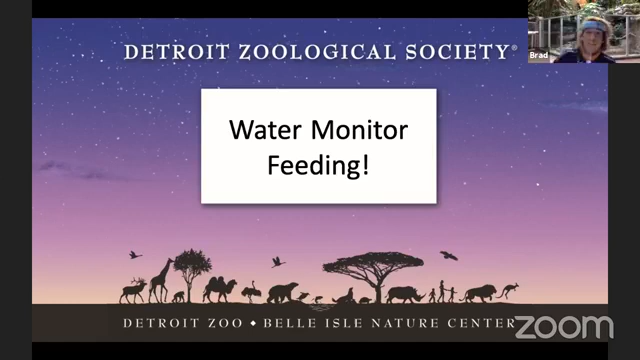 DETROIT ZOOLOGICAL SOCIETY®
Brad
Water Monitor
Feeding!
DETROIT ZOO ◆ BELLE ISLE NATURE CENTER
zoom